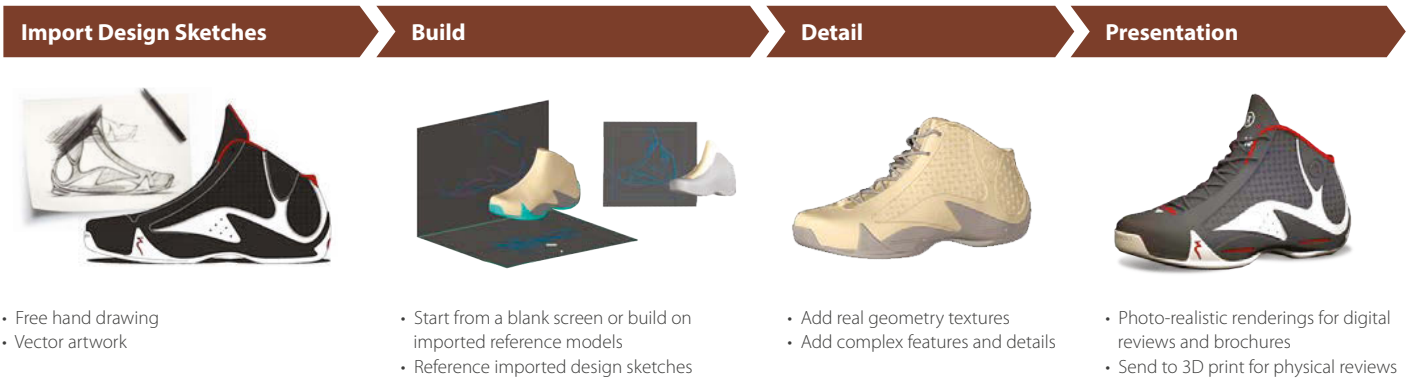 Import Design Sketches
Build
Detail
Presentation
• Free hand drawing
• Vector artwork
• Start from a blank screen or build on
imported reference models
• Reference imported design sketches
• Add real geometry textures
• Add complex features and details
• Photo-realistic renderings for digital
reviews and brochures
• Send to 3D print for physical reviews